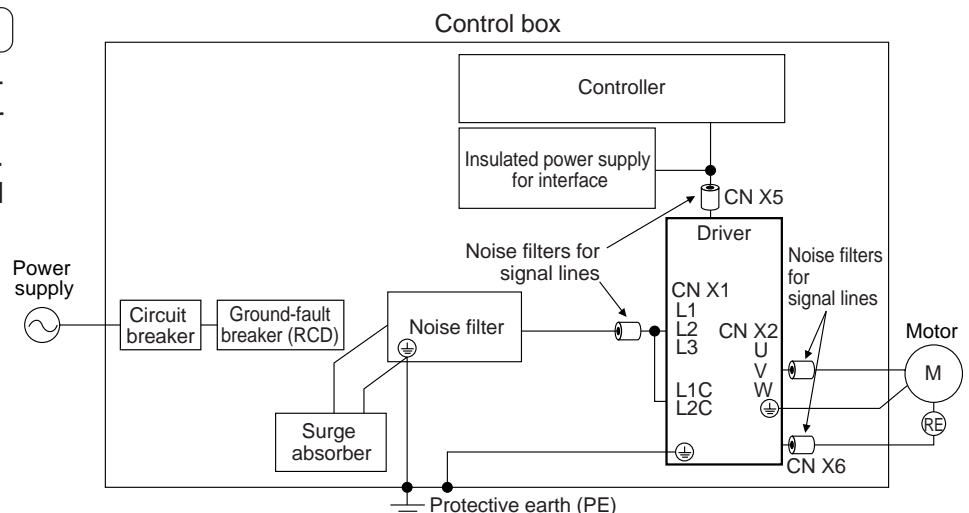 Control box
Controller
Insulated power supply
for interface
CN X5
Driver
Noise filters for
signal lines
Noise filters
for
signal lines
Power
supply
Circuit
breaker
Ground-fault
breaker (RCD)
Noise filter
CN X1
L1
L2
L3
L1C
L2C
CN X2
U
V
W
Motor
M
RE
Surge
absorber
CN X6
Protective earth (PE)